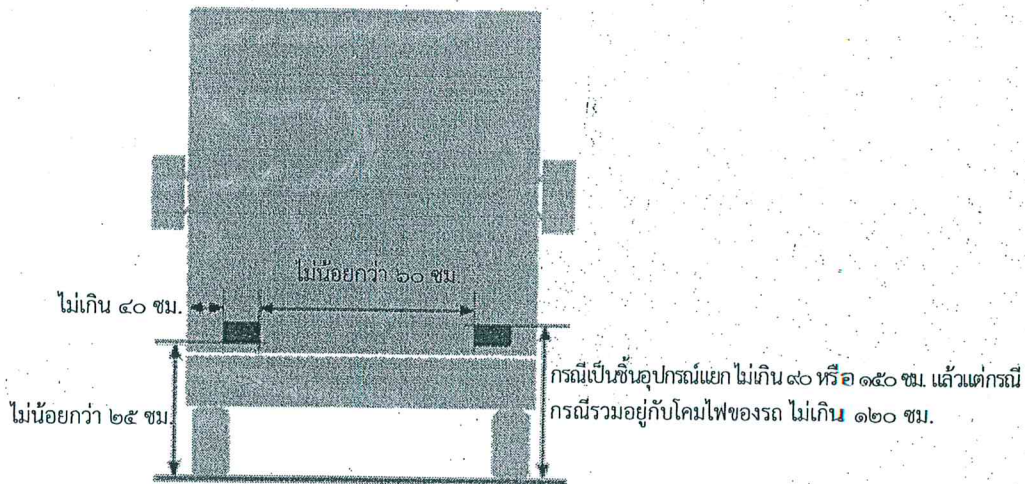 ไม่น้อยกว่า ๖๐ ซม.
ไม่เกิน ๔๐ ซม.
กรณีเป็นชิ้นอุปกรณ์แยก ไม่เกิน ๙๐ หรือ ๑๕๐ ซม. แล้วแต่กรณี
ไม่น้อยกว่า ๒๕ ซม.
กรณีรวมอยู่กับโคมไฟของรถ ไม่เกิน ๑๒๐ ซม.